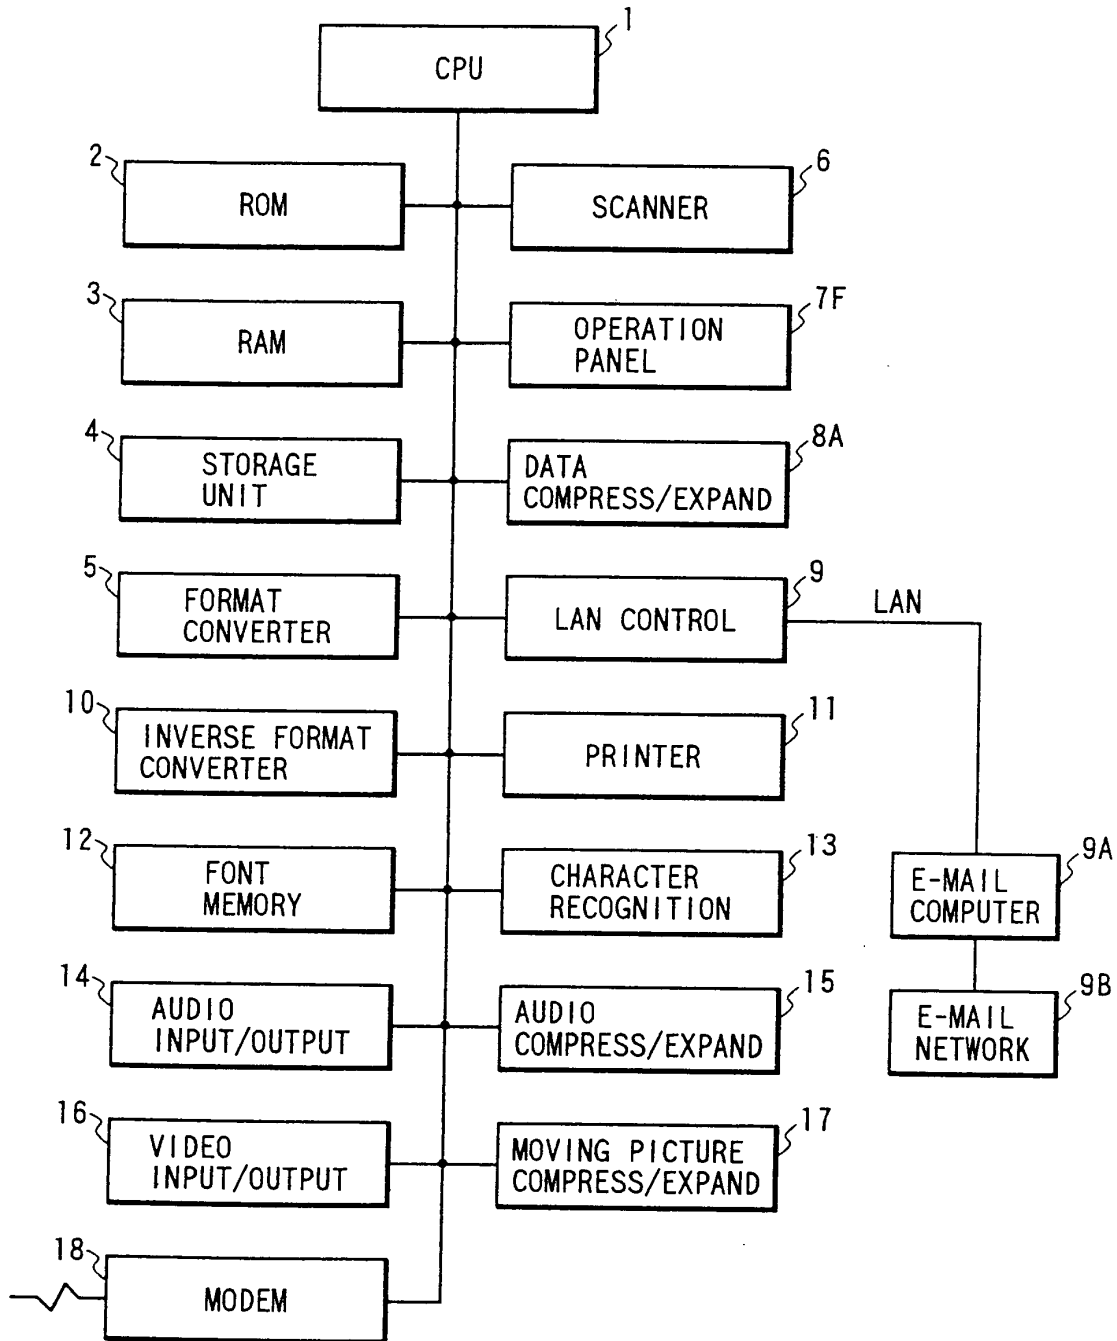 1
CPU
2
ROM
6
SCANNER
3
RAM
7F
OPERATION
PANEL
4
STORAGE
UNIT
8A
DATA
COMPRESS/EXPAND
5
FORMAT
CONVERTER
9
LAN CONTROL
LAN
10
INVERSE FORMAT
CONVERTER
11
PRINTER
12
FONT
MEMORY
13
CHARACTER
RECOGNITION
9A
E-MAIL
COMPUTER
14
AUDIO
INPUT/OUTPUT
15
AUDIO
COMPRESS/EXPAND
9B
E-MAIL
NETWORK
16
VIDEO
INPUT/OUTPUT
17
MOVING PICTURE
COMPRESS/EXPAND
18
MODEM